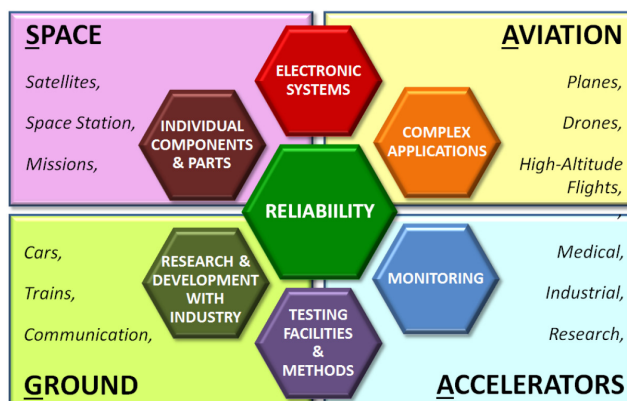 SPACE
Satellites,
Space Station,
Missions,
AVIATION
Planes,
Drones,
High-Altitude
Flights,
,
ELECTRONIC
SYSTEMS
INDIVIDUAL
COMPONENTS
& PARTS
COMPLEX
APPLICATIONS
RELIABIILITY
RESEARCH &
DEVELOPMENT
WITH
INDUSTRY
MONITORING
TESTING
FACILITIES
&
METHODS
Cars,
Trains,
Communication,
GROUND
Medical,
Industrial,
Research,
ACCELERATORS